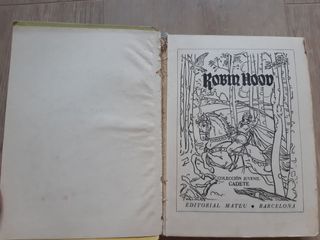 ROBIN HOOD
COLECCIÓN JUVENIL
CADETE
EDITORIAL MATEU • BARCELONA